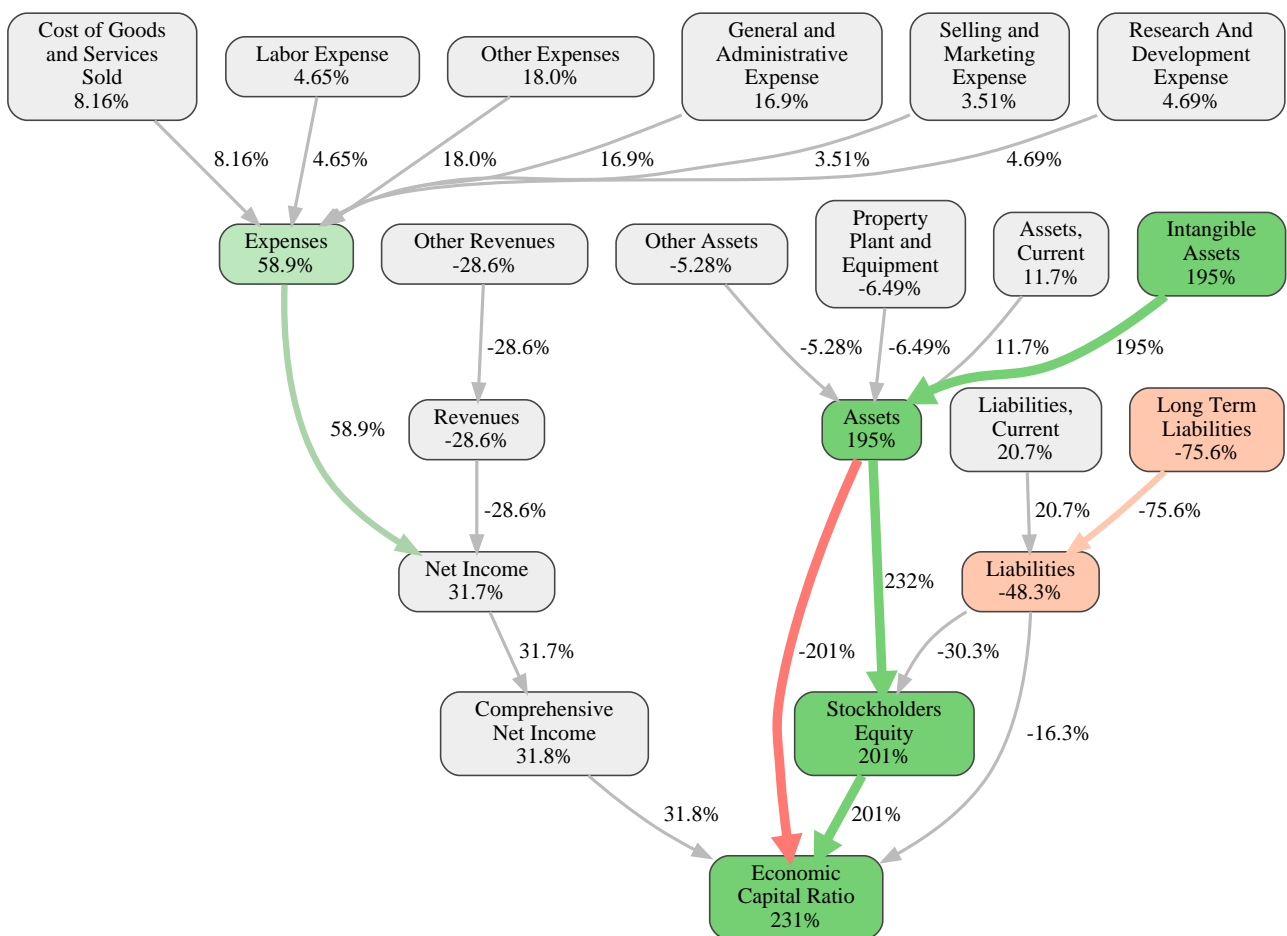 Cost of Goods
and Services
Sold
8.16%
Labor Expense
4.65%
Other Expenses
18.0%
General and
Administrative
Expense
16.9%
Selling and
Marketing
Expense
3.51%
Research And
Development
Expense
4.69%
8.16%
4.65%
18.0%
16.9%
3.51%
4.69%
Expenses
58.9%
Other Revenues
-28.6%
Other Assets
-5.28%
Property
Plant and
Equipment
-6.49%
Assets,
Current
11.7%
Intangible
Assets
195%
-28.6%
-5.28%
-6.49%
11.7%
195%
58.9%
Revenues
-28.6%
Assets
195%
Liabilities,
Current
20.7%
Long Term
Liabilities
-75.6%
-28.6%
20.7%
-75.6%
Net Income
31.7%
232%
Liabilities
-48.3%
31.7%
-201%
-30.3%
Comprehensive
Net Income
31.8%
Stockholders
Equity
201%
-16.3%
31.8%
201%
Economic
Capital Ratio
231%